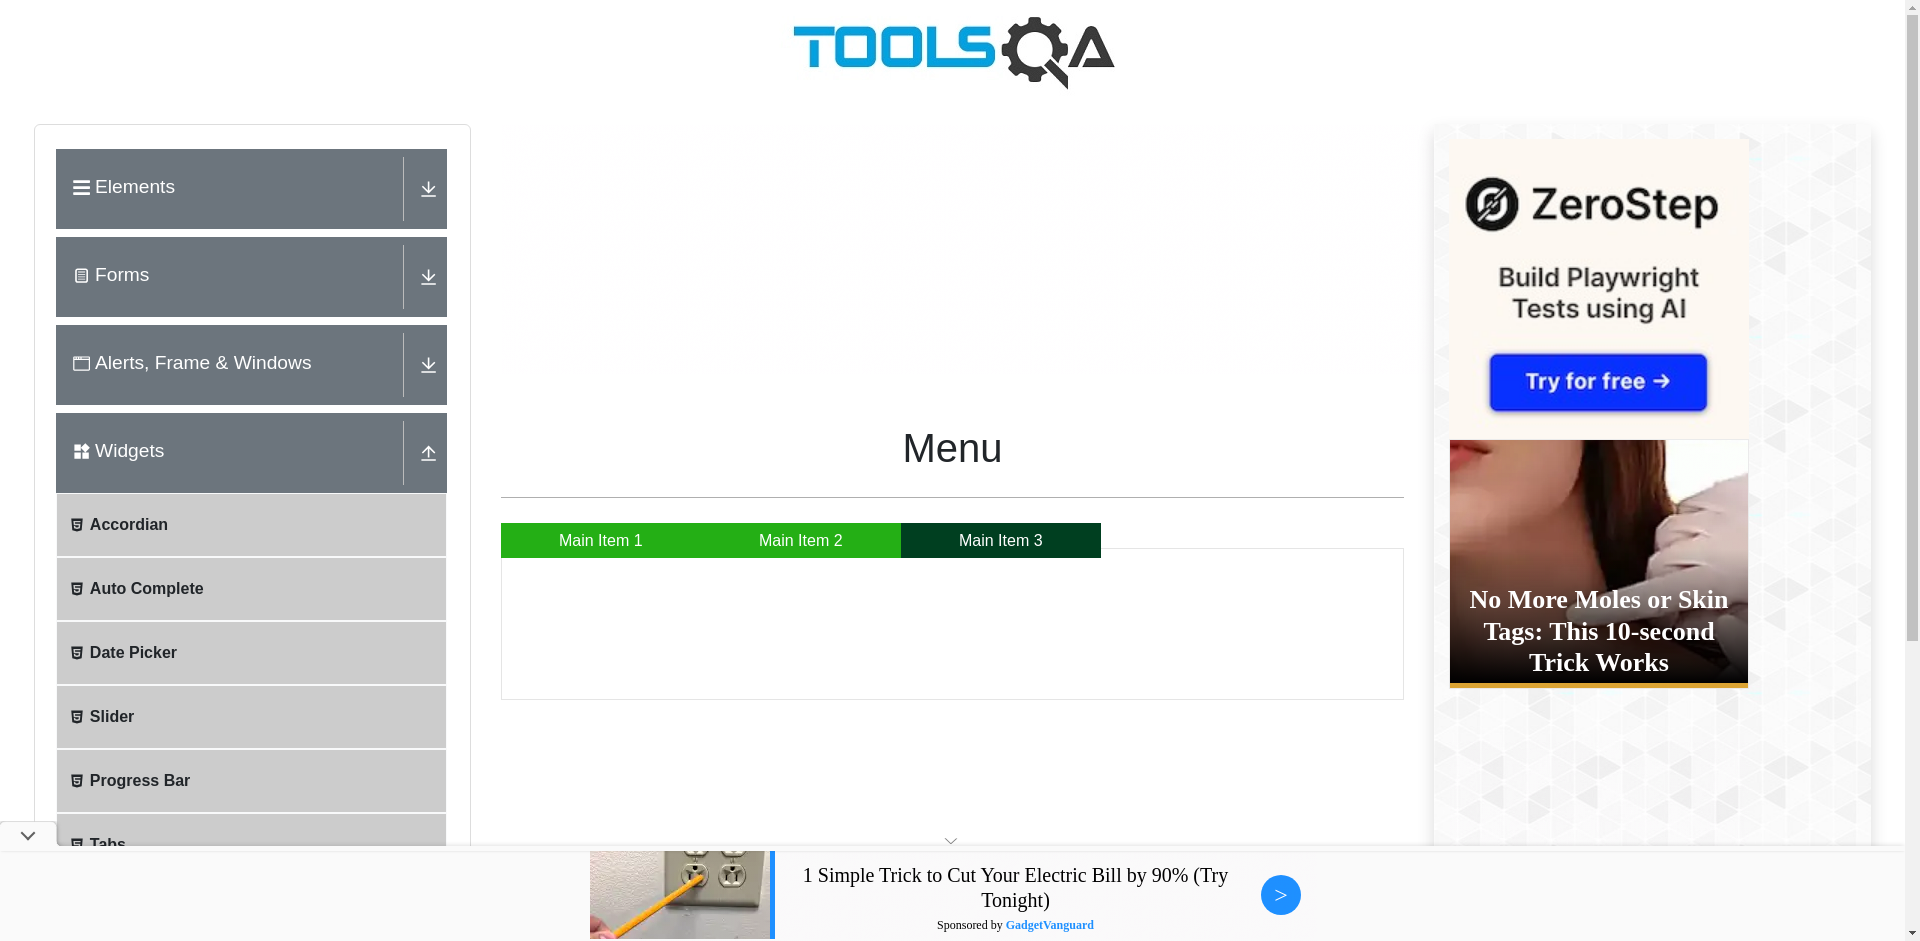 TOOLSQA
Elements
Forms
Alerts, Frame & Windows
Widgets
Accordian
Auto Complete
Date Picker
Slider
Progress Bar
Tabs
Menu
Main Item 1
Main Item 2
Main Item 3
ZeroStep
Build Playwright
Tests using AI
Try for free →
No More Moles or Skin
Tags: This 10-second
Trick Works
1 Simple Trick to Cut Your Electric Bill by 90% (Try
Tonight)
Sponsored by GadgetVanguard
>